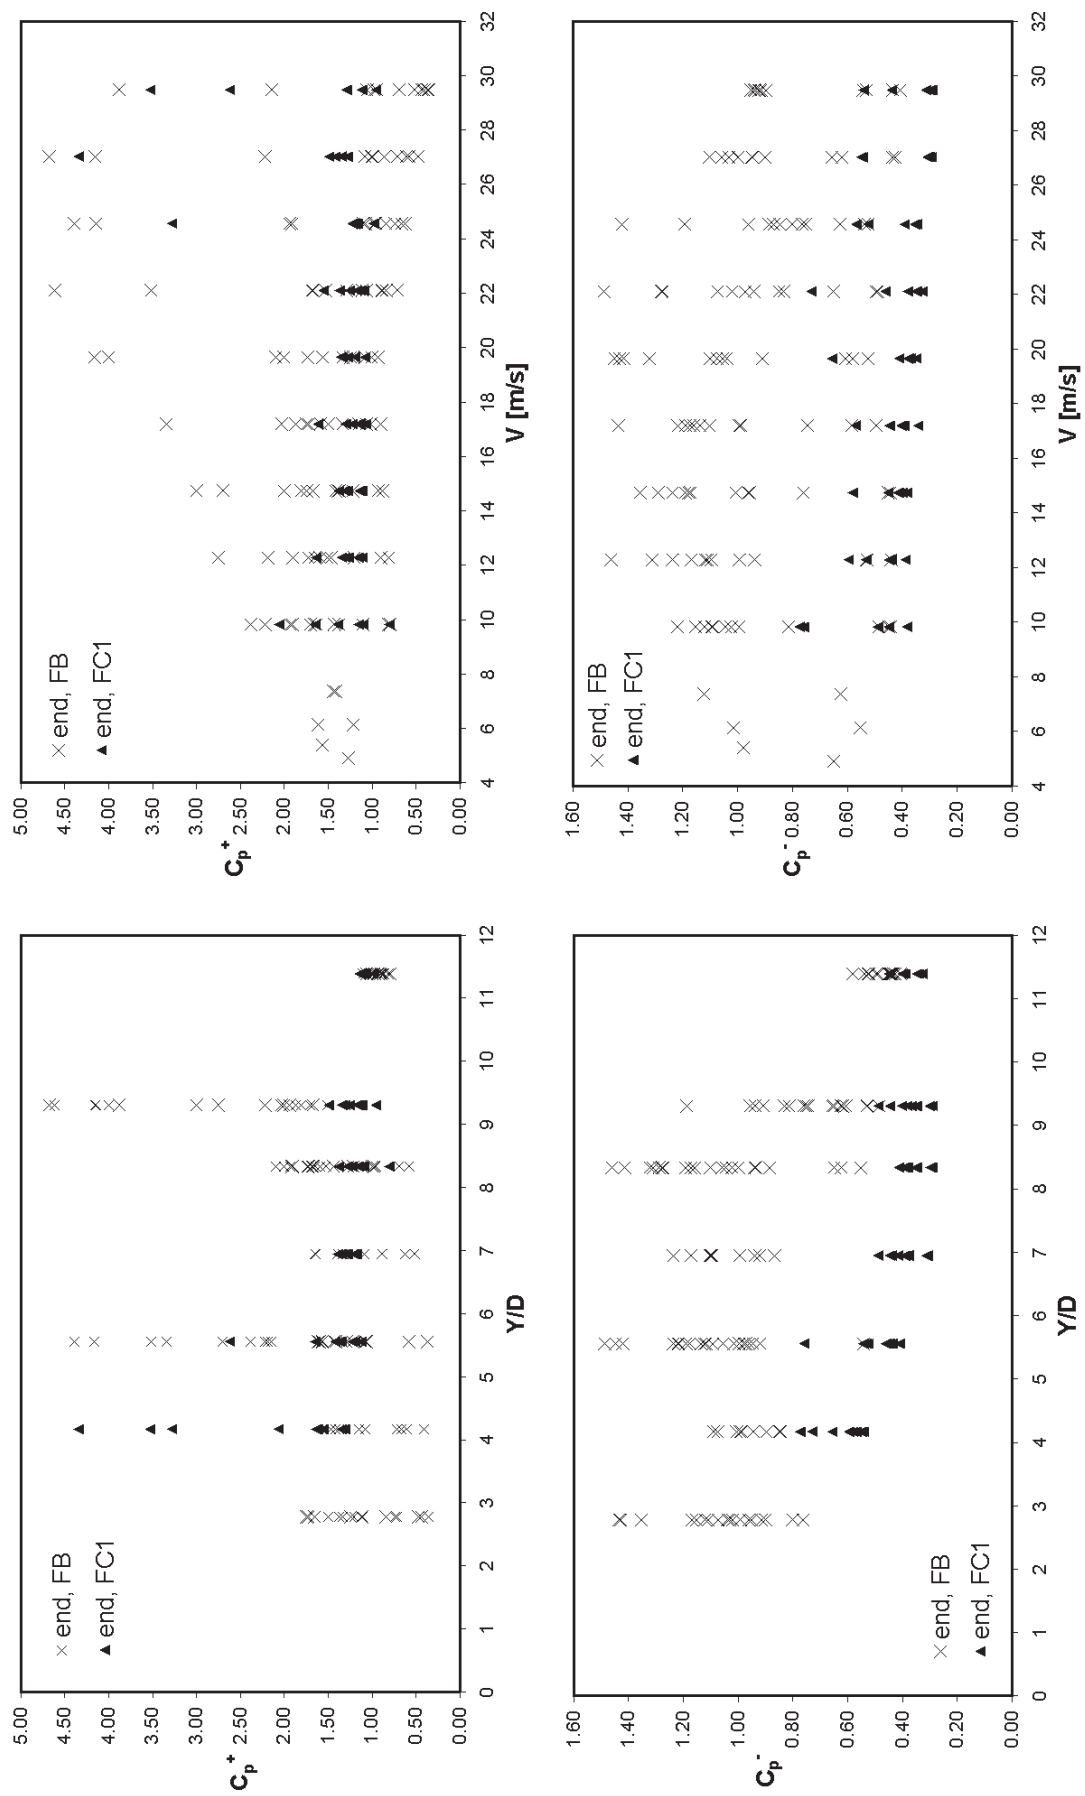 5.00
4.50
4.00
3.50
3.00
2.50
2.00
1.50
1.00
0.50
0.00
Cp+
end, FB
end, FC1
0 1 2 3 4 5 6 7 8 9 10 11 12
Y/D
5.00
4.50
4.00
3.50
3.00
2.50
2.00
1.50
1.00
0.50
0.00
Cp+
end, FB
end, FC1
4 6 8 10 12 14 16 18 20 22 24 26 28 30 32
V [m/s]
1.60
1.40
1.20
1.00
0.80
0.60
0.40
0.20
0.00
Cp-
end, FB
end, FC1
0 1 2 3 4 5 6 7 8 9 10 11 12
Y/D
1.60
1.40
1.20
1.00
0.80
0.60
0.40
0.20
0.00
Cp-
end, FB
end, FC1
4 6 8 10 12 14 16 18 20 22 24 26 28 30 32
V [m/s]